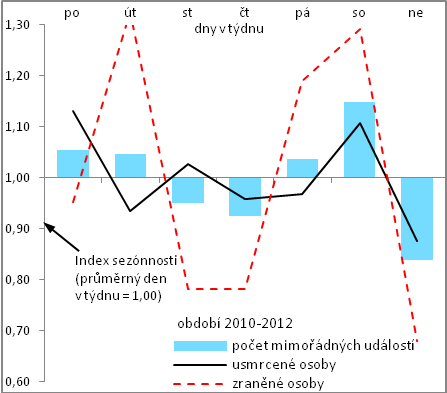 po út st čt pá so ne
dny v týdnu
1,30
1,20
1,10
1,00
0,90
0,80
0,70
0,60
Index sezónnosti
(průměrný den
v týdnu = 1,00)
období 2010-2012
počet mimořádných událostí
usmrcené osoby
zraněné osoby